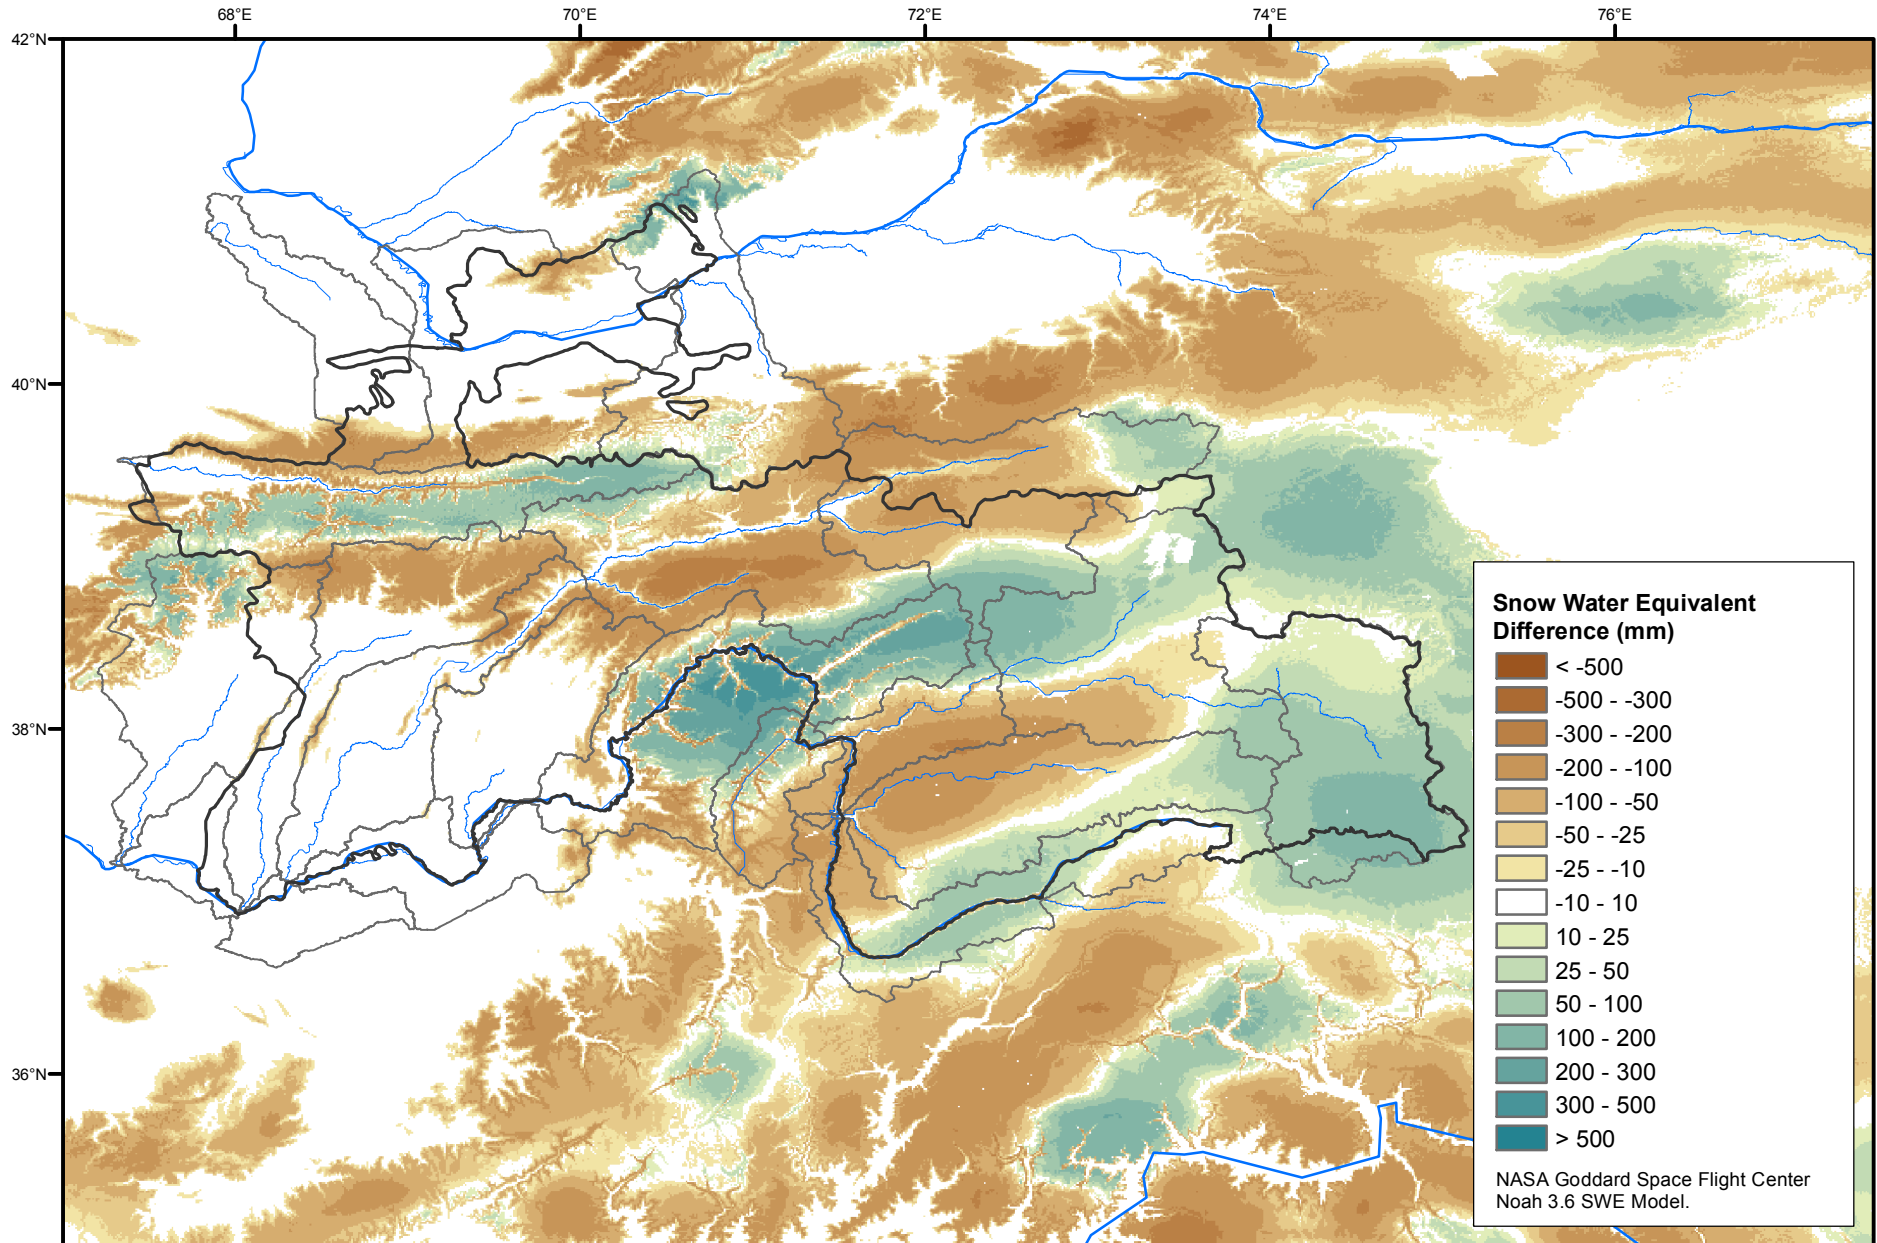 68°E
70°E
72°E
74°E
76°E
42°N
40°N
38°N
36°N
Snow Water Equivalent
Difference (mm)
< -500
-500 - -300
-300 - -200
-200 - -100
-100 - -50
-50 - -25
-25 - -10
-10 - 10
10 - 25
25 - 50
50 - 100
100 - 200
200 - 300
300 - 500
> 500
NASA Goddard Space Flight Center
Noah 3.6 SWE Model.